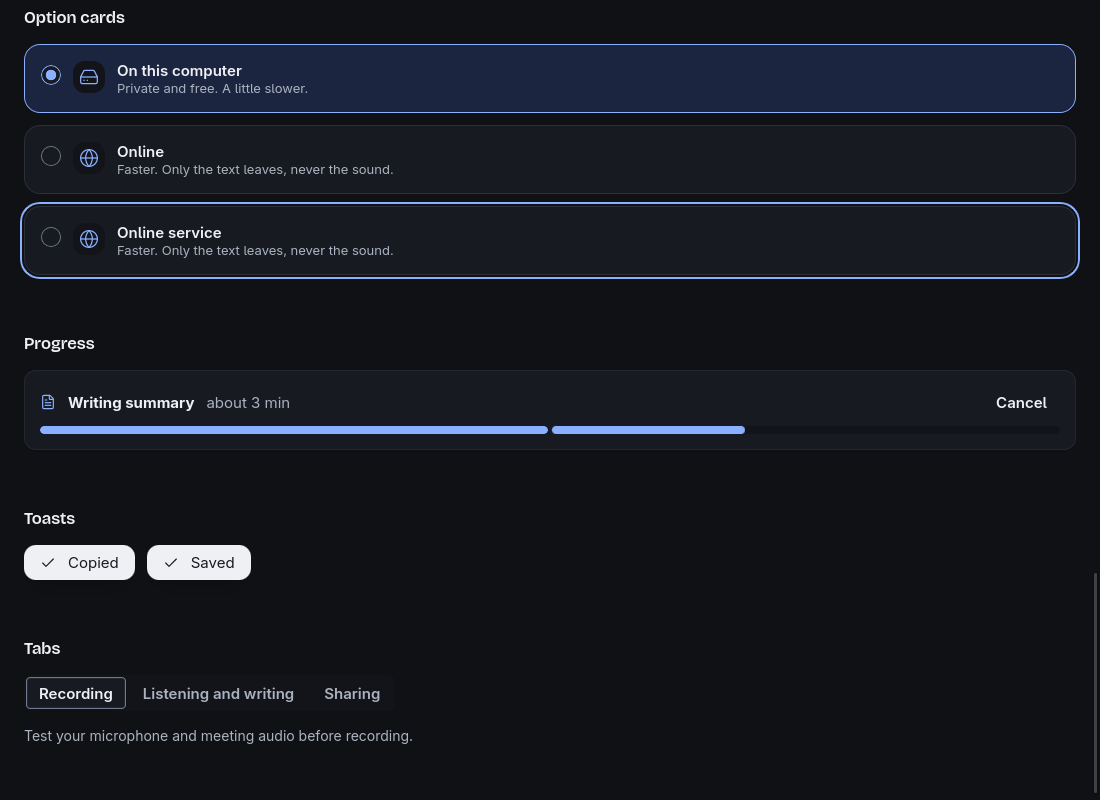 Option cards
On this computer
Private and free. A little slower.
Online
Faster. Only the text leaves, never the sound.
Online service
Faster. Only the text leaves, never the sound.
Progress
Writing summary about 3 min Cancel
Toasts
Copied Saved
Tabs
Recording Listening and writing Sharing
Test your microphone and meeting audio before recording.